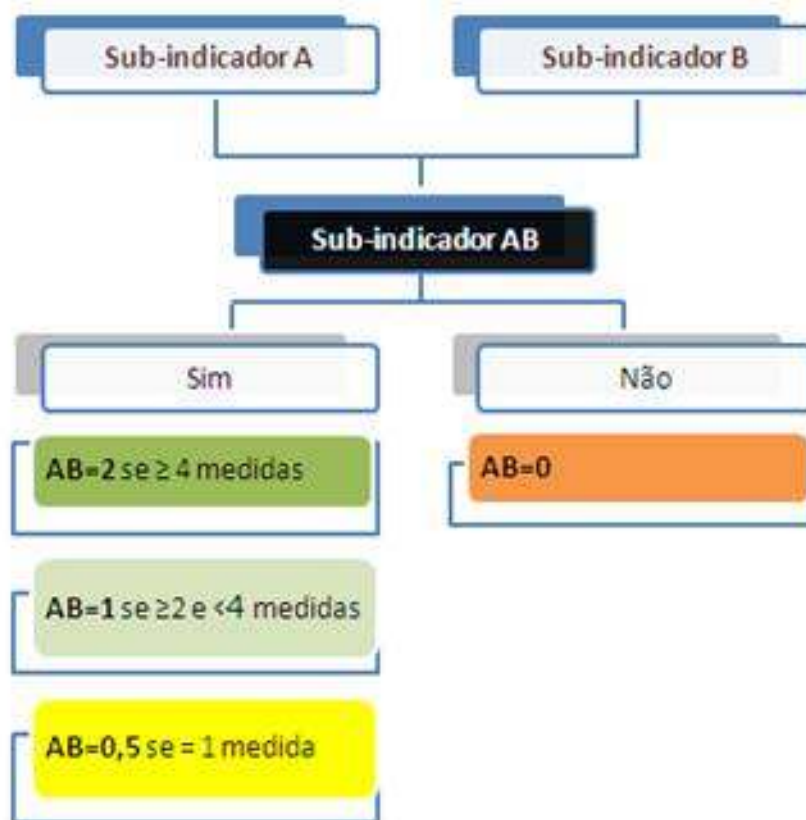 Sub-indicador A
Sub-indicador B
Sub-indicador AB
Sim
Não
AB=2 se ≥ 4 medidas
AB=0
AB=1 se ≥2 e <4 medidas
AB=0,5 se = 1 medida